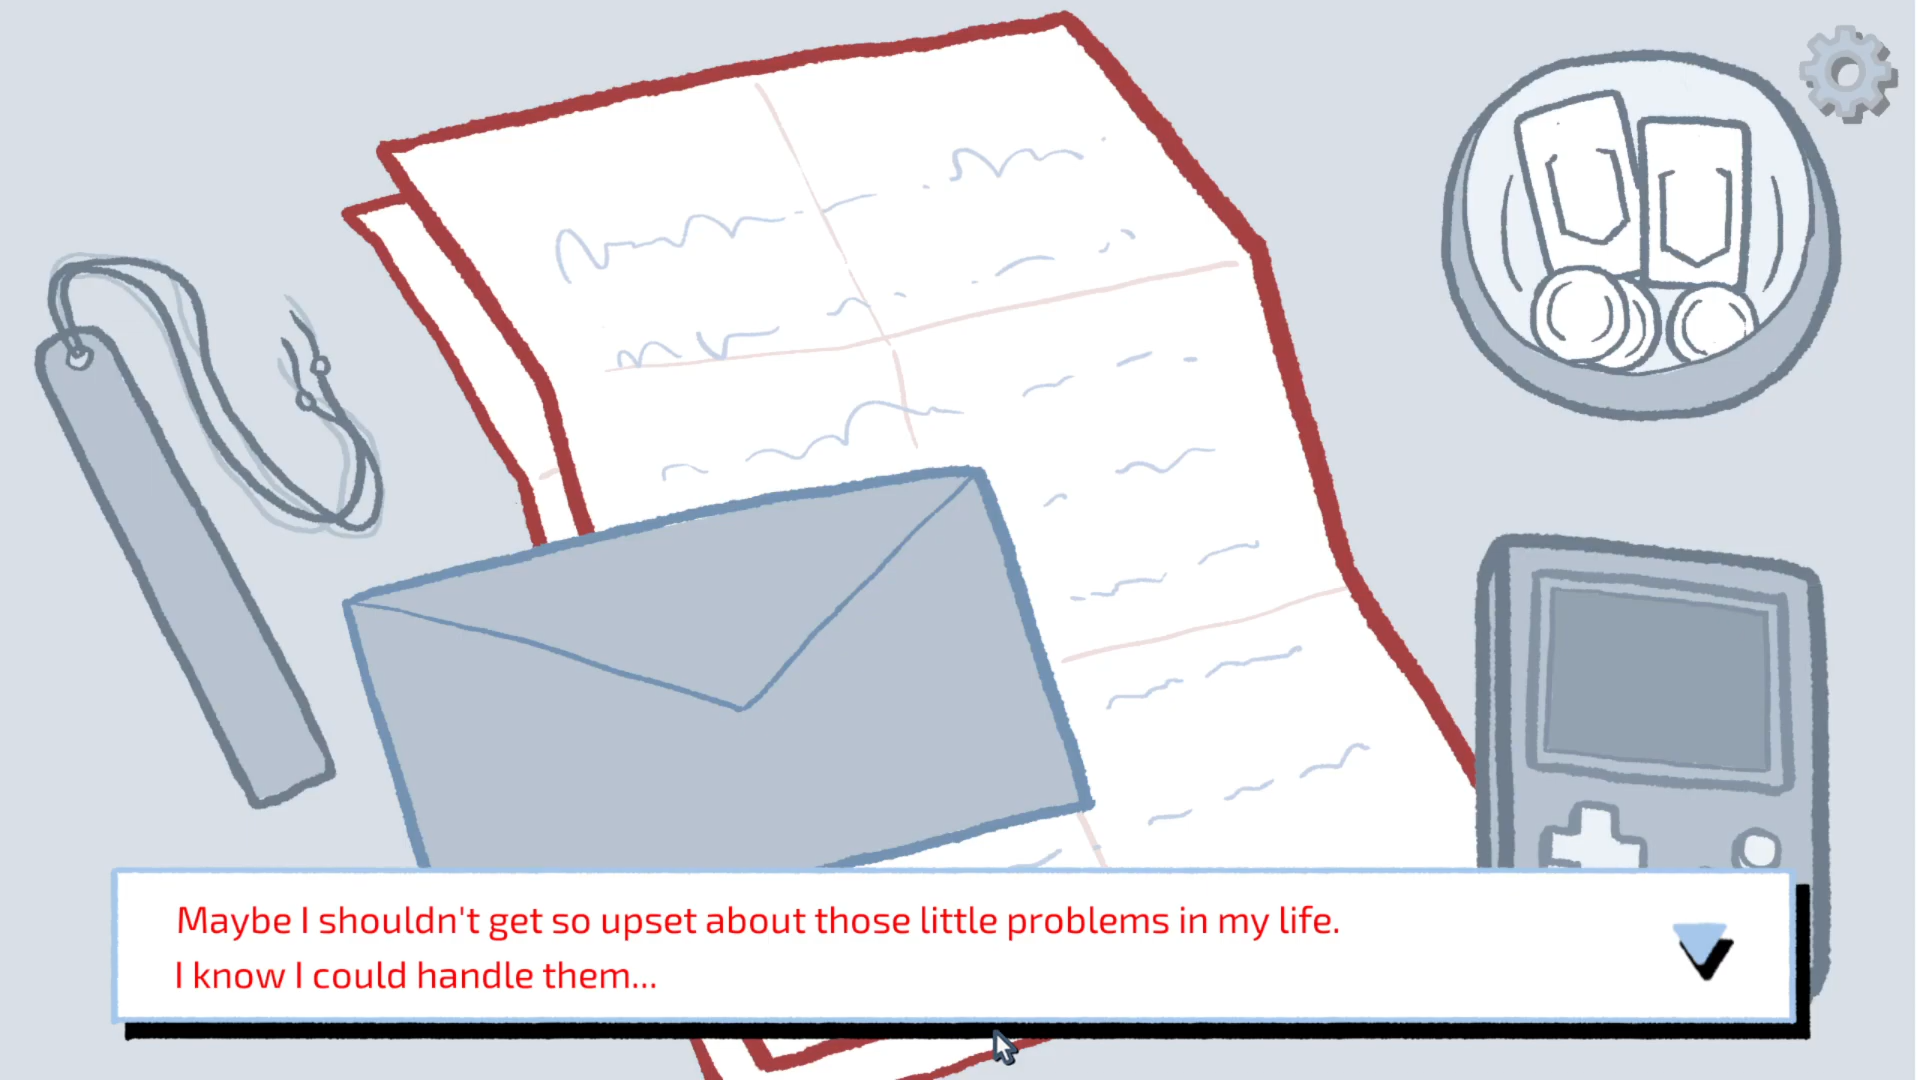 Maybe I shouldn't get so upset about those little problems in my life.
I know I could handle them...